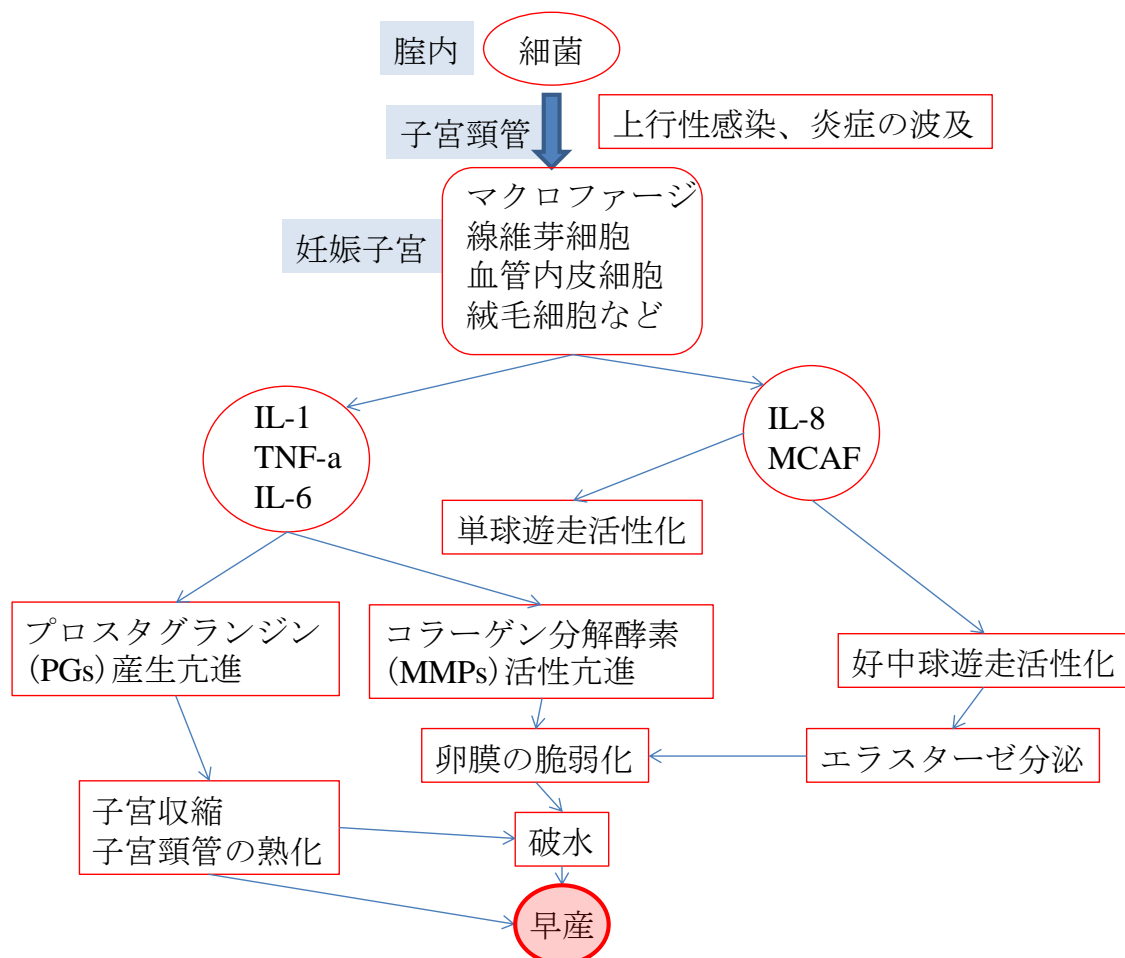 腟内
細菌
子宮頸管
上行性感染、炎症の波及
妊娠子宮
マクロファージ
線維芽細胞
血管内皮細胞
絨毛細胞など
IL-1
TNF-a
IL-6
IL-8
MCAF
単球遊走活性化
プロスタグランジン
(PGs)産生亢進
コラーゲン分解酵素
(MMPs)活性亢進
好中球遊走活性化
卵膜の脆弱化
エラスターゼ分泌
子宮収縮
子宮頸管の熟化
破水
早産